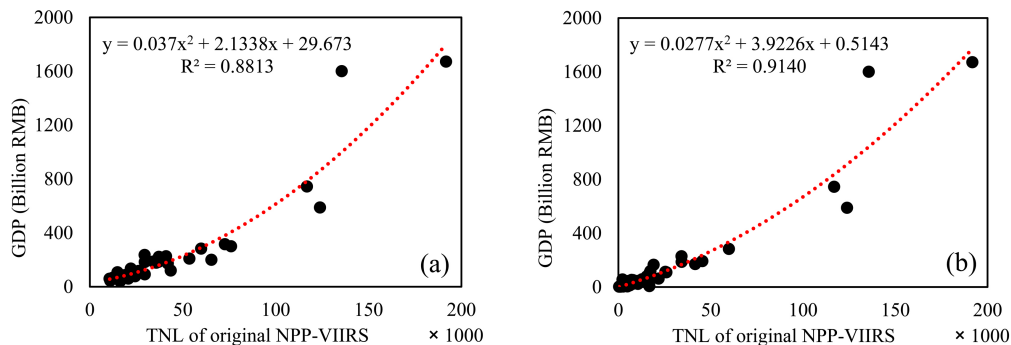 y = 0.037x² + 2.1338x + 29.673
R² = 0.8813
GDP (Billion RMB)
2000
1600
1200
800
400
0
0 50 100 150 200
(a)
TNL of original NPP-VIIRS × 1000
y = 0.0277x² + 3.9226x + 0.5143
R² = 0.9140
GDP (Billion RMB)
2000
1600
1200
800
400
0
0 50 100 150 200
(b)
TNL of original NPP-VIIRS × 1000